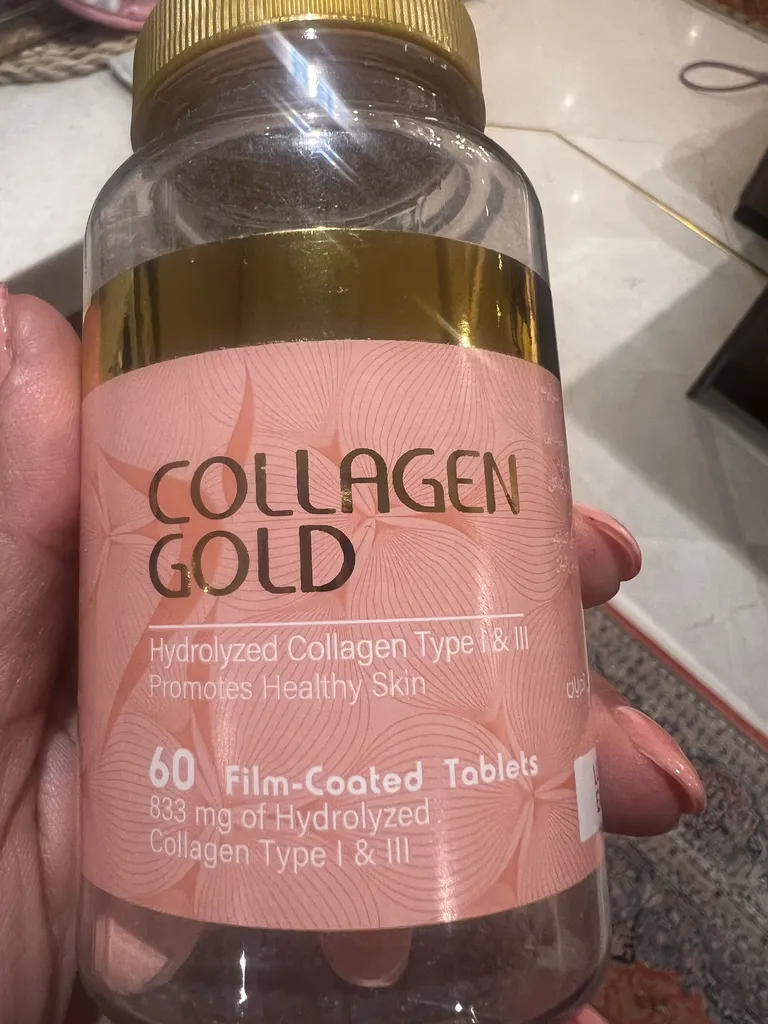 COLLAGEN
GOLD
Hydrolyzed Collagen Type I & III
Promotes Healthy Skin
60 Film-Coated Tablets
833 mg of Hydrolyzed
Collagen Type I & III